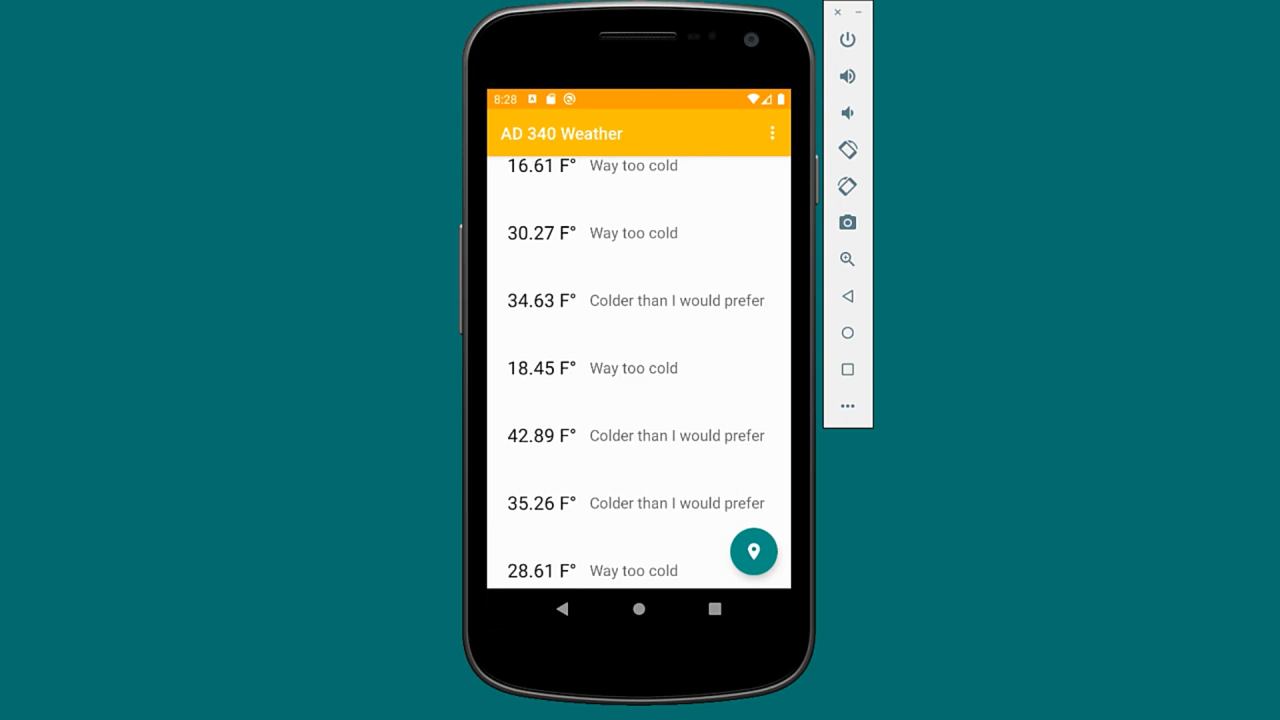 8:28
AD 340 Weather
16.61 F° Way too cold
30.27 F° Way too cold
34.63 F° Colder than I would prefer
18.45 F° Way too cold
42.89 F° Colder than I would prefer
35.26 F° Colder than I would prefer
28.61 F° Way too cold